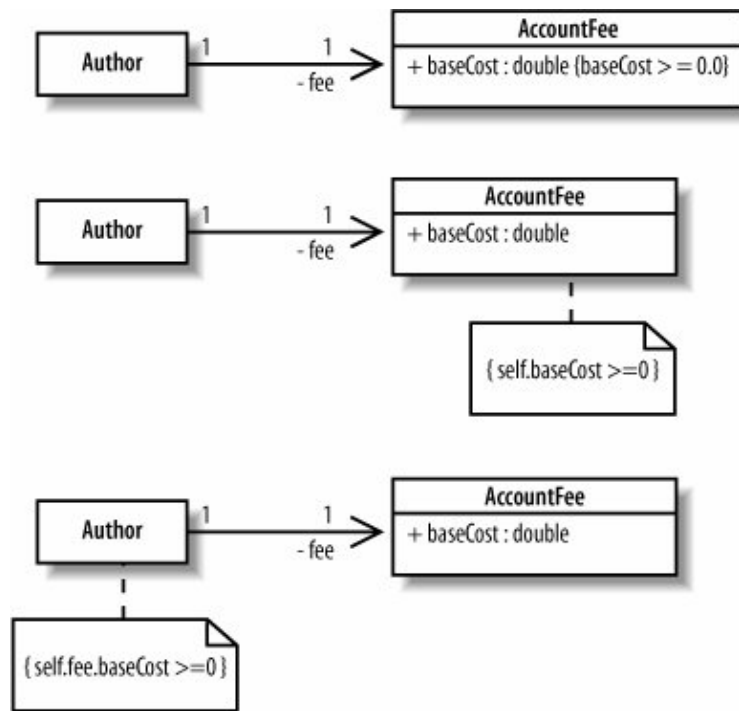 AccountFee
Author 1 1 + baseCost : double {baseCost > = 0.0}
- fee
AccountFee
Author 1 1 + baseCost : double
- fee
{ self.baseCost >=0 }
AccountFee
Author 1 1 + baseCost : double
- fee
{ self.fee.baseCost >=0 }